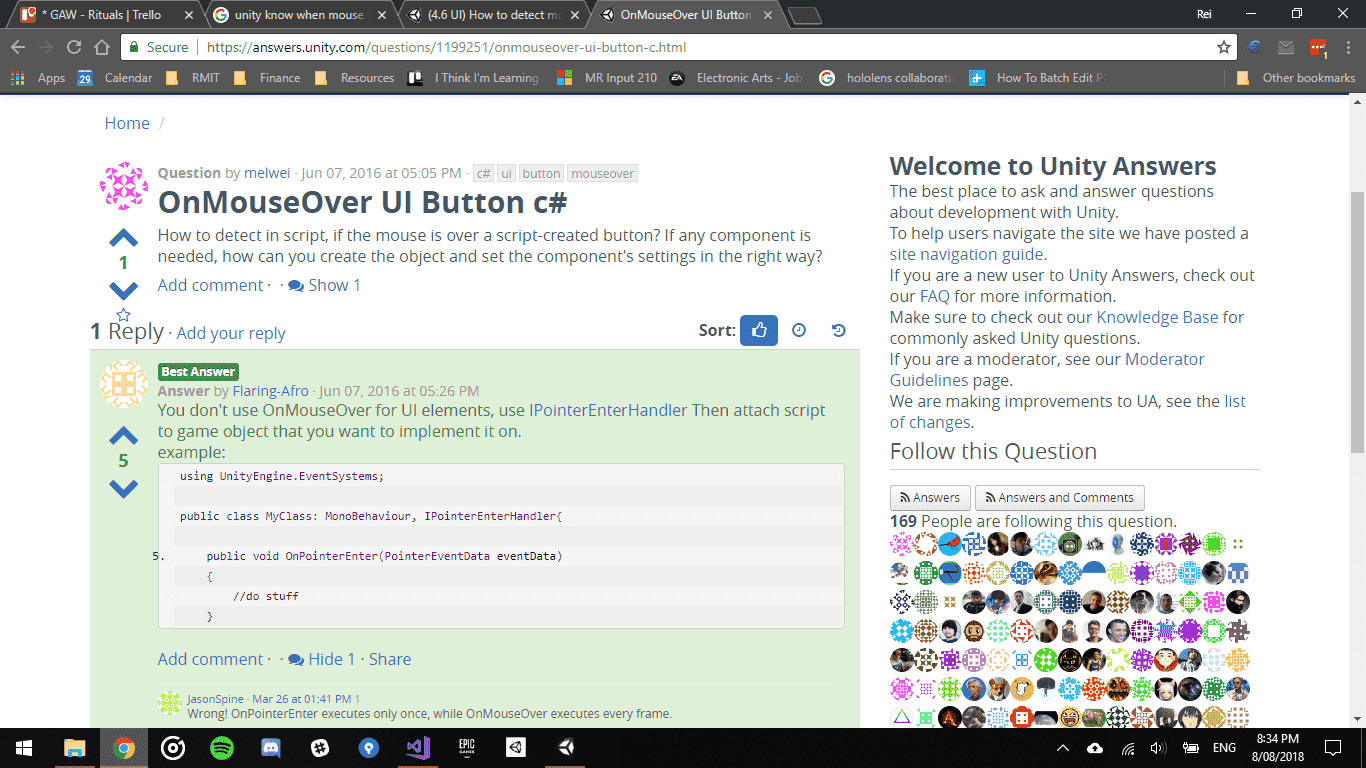 * GAW - Rituals | Trello
unity know when mouse
(4.6 UI) How to detect mo
OnMouseOver UI Button
Rei
Secure
https://answers.unity.com/questions/1199251/onmouseover-ui-button-c.html
Apps
29
Calendar
RMIT
Finance
Resources
I Think I'm Learning
MR Input 210
Electronic Arts - Job
hololens collaborati
How To Batch Edit P
Other bookmarks
1
Home /
Question by melwei · Jun 07, 2016 at 05:05 PM · c# ui button mouseover
OnMouseOver UI Button c#
How to detect in script, if the mouse is over a script-created button? If any component is
needed, how can you create the object and set the component's settings in the right way?
1
Add comment · · Show 1
1 Reply · Add your reply
Sort:
Best Answer
Answer by Flaring-Afro · Jun 07, 2016 at 05:26 PM
You don't use OnMouseOver for UI elements, use IPointerEnterHandler Then attach script
to game object that you want to implement it on.
example:
5
using UnityEngine.EventSystems;
public class MyClass: MonoBehaviour, IPointerEnterHandler{
5. public void OnPointerEnter(PointerEventData eventData)
{
//do stuff
}
Add comment · · Hide 1 · Share
JasonSpine · Mar 26 at 01:41 PM 1
Wrong! OnPointerEnter executes only once, while OnMouseOver executes every frame.
Welcome to Unity Answers
The best place to ask and answer questions
about development with Unity.
To help users navigate the site we have posted a
site navigation guide.
If you are a new user to Unity Answers, check out
our FAQ for more information.
Make sure to check out our Knowledge Base for
commonly asked Unity questions.
If you are a moderator, see our Moderator
Guidelines page.
We are making improvements to UA, see the list
of changes.
Follow this Question
Answers
Answers and Comments
169 People are following this question.
EPIC
GAMES
ENG
8:34 PM
8/08/2018